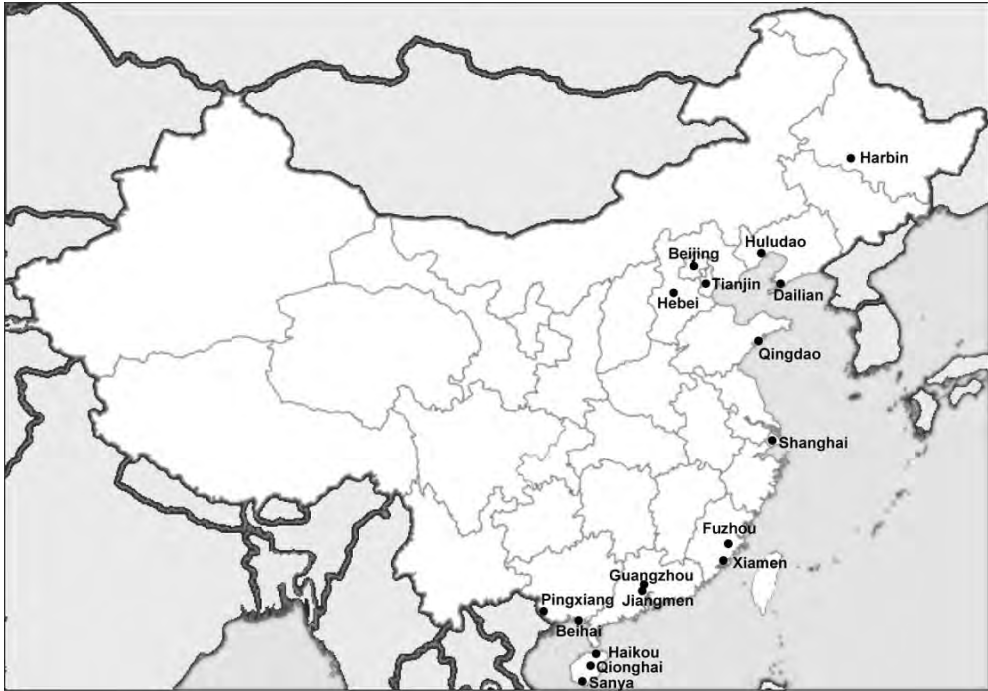 Harbin
Huludao
Beijing
Tianjin
Dailian
Hebei
Qingdao
Shanghai
Fuzhou
Xiamen
Guangzhou
Jiangmen
Pingxiang
Beihai
Haikou
Qionghai
Sanya